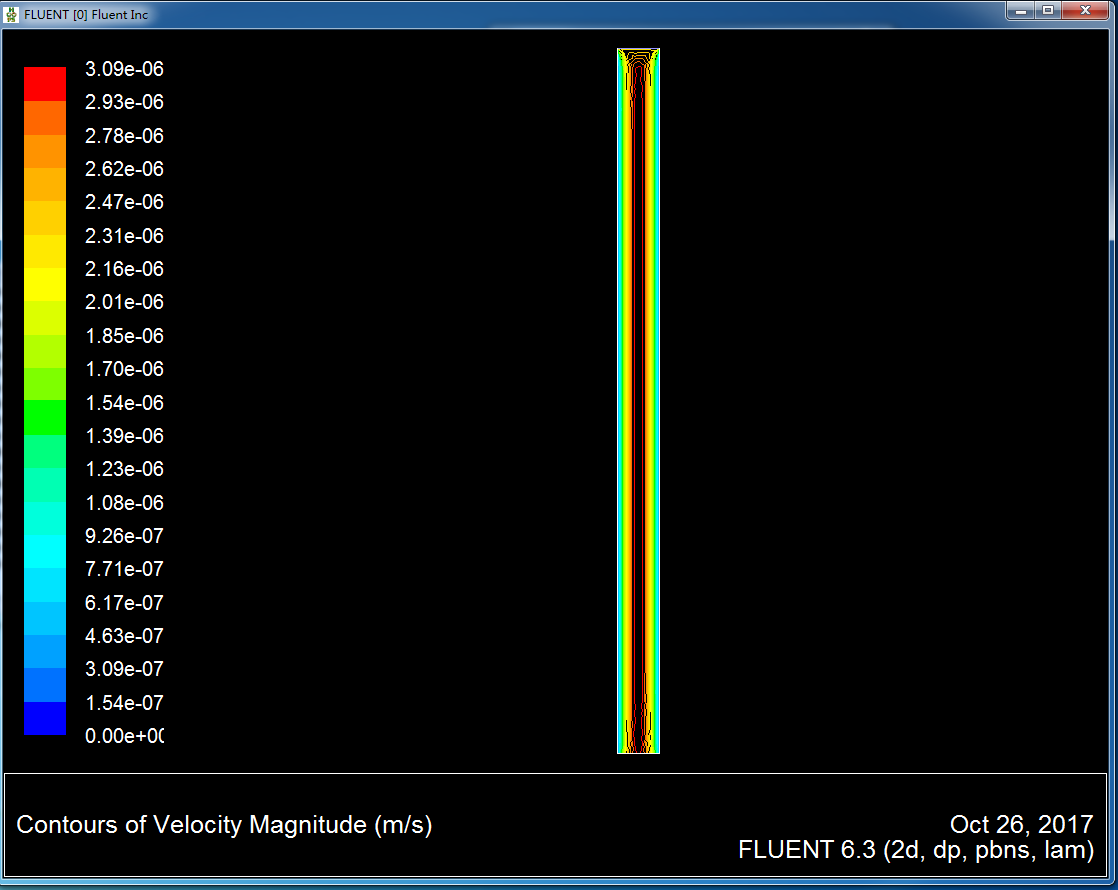 FLUENT [0] Fluent Inc
3.09e-06
2.93e-06
2.78e-06
2.62e-06
2.47e-06
2.31e-06
2.16e-06
2.01e-06
1.85e-06
1.70e-06
1.54e-06
1.39e-06
1.23e-06
1.08e-06
9.26e-07
7.71e-07
6.17e-07
4.63e-07
3.09e-07
1.54e-07
0.00e+00
Contours of Velocity Magnitude (m/s)
Oct 26, 2017
FLUENT 6.3 (2d, dp, pbns, lam)